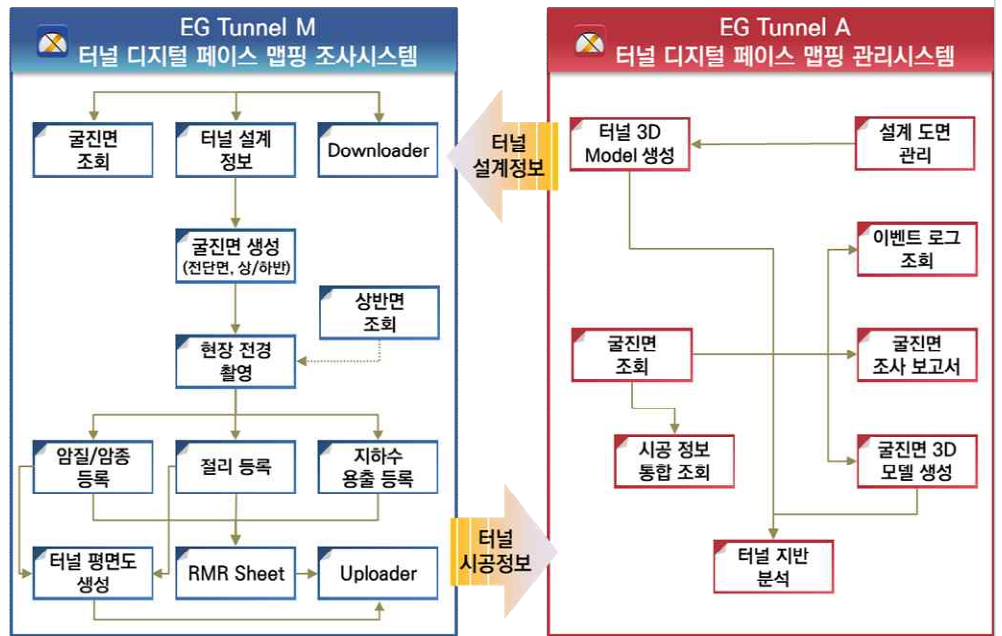 EG Tunnel M
터널 디지털 페이스 맵핑 조사시스템
굴진면
조회
터널 설계
정보
Downloader
굴진면 생성
(전단면, 상/하반)
상반면
조회
현장 전경
촬영
암질/암종
등록
절리 등록
지하수
용출 등록
터널 평면도
생성
RMR Sheet
Uploader
터널
설계정보
터널
시공정보
EG Tunnel A
터널 디지털 페이스 맵핑 관리시스템
터널 3D
Model 생성
설계 도면
관리
이벤트 로그
조회
굴진면
조회
굴진면
조사 보고서
시공 정보
통합 조회
굴진면 3D
모델 생성
터널 지반
분석